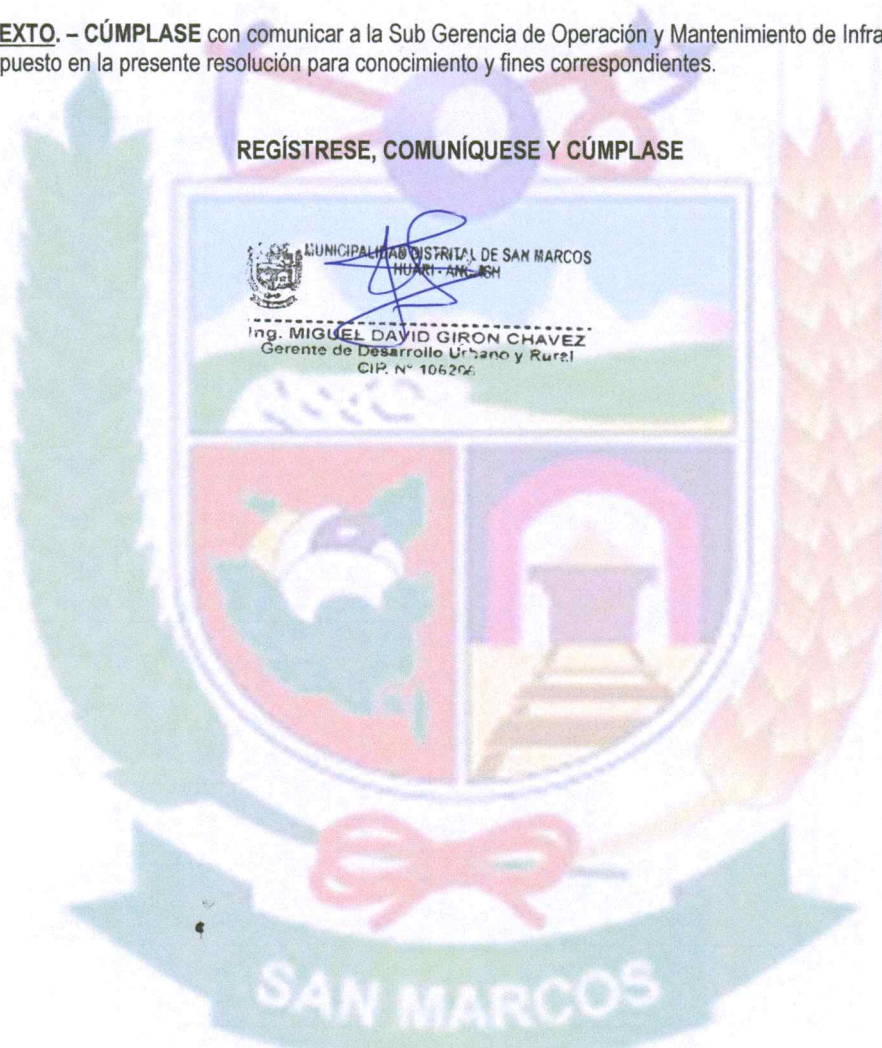 EXTO. – CÚMPLASE con comunicar a la Sub Gerencia de Operación y Mantenimiento de Infra
puesto en la presente resolución para conocimiento y fines correspondientes.
REGÍSTRESE, COMUNÍQUESE Y CÚMPLASE
MUNICIPALIDAD DISTRITAL DE SAN MARCOS
HUARI - ANCASH
Ing. MIGUEL DAVID GIRON CHAVEZ
Gerente de Desarrollo Urbano y Rural
CIP. N° 106206
SAN MARCOS